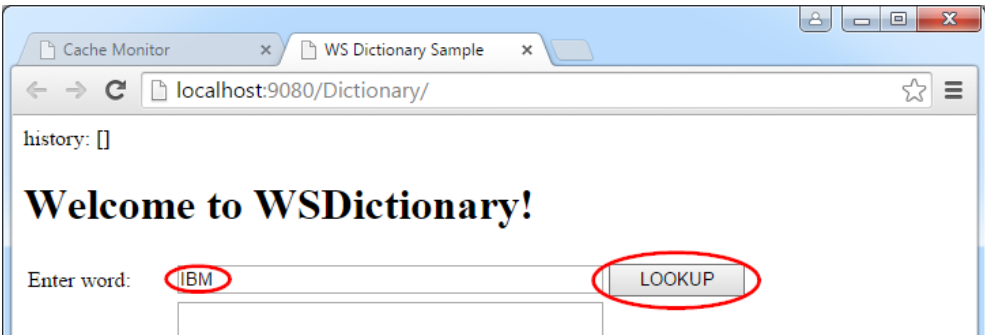 Cache Monitor WS Dictionary Sample
localhost:9080/Dictionary/
history: []
Welcome to WSDictionary!
Enter word: IBM LOOKUP